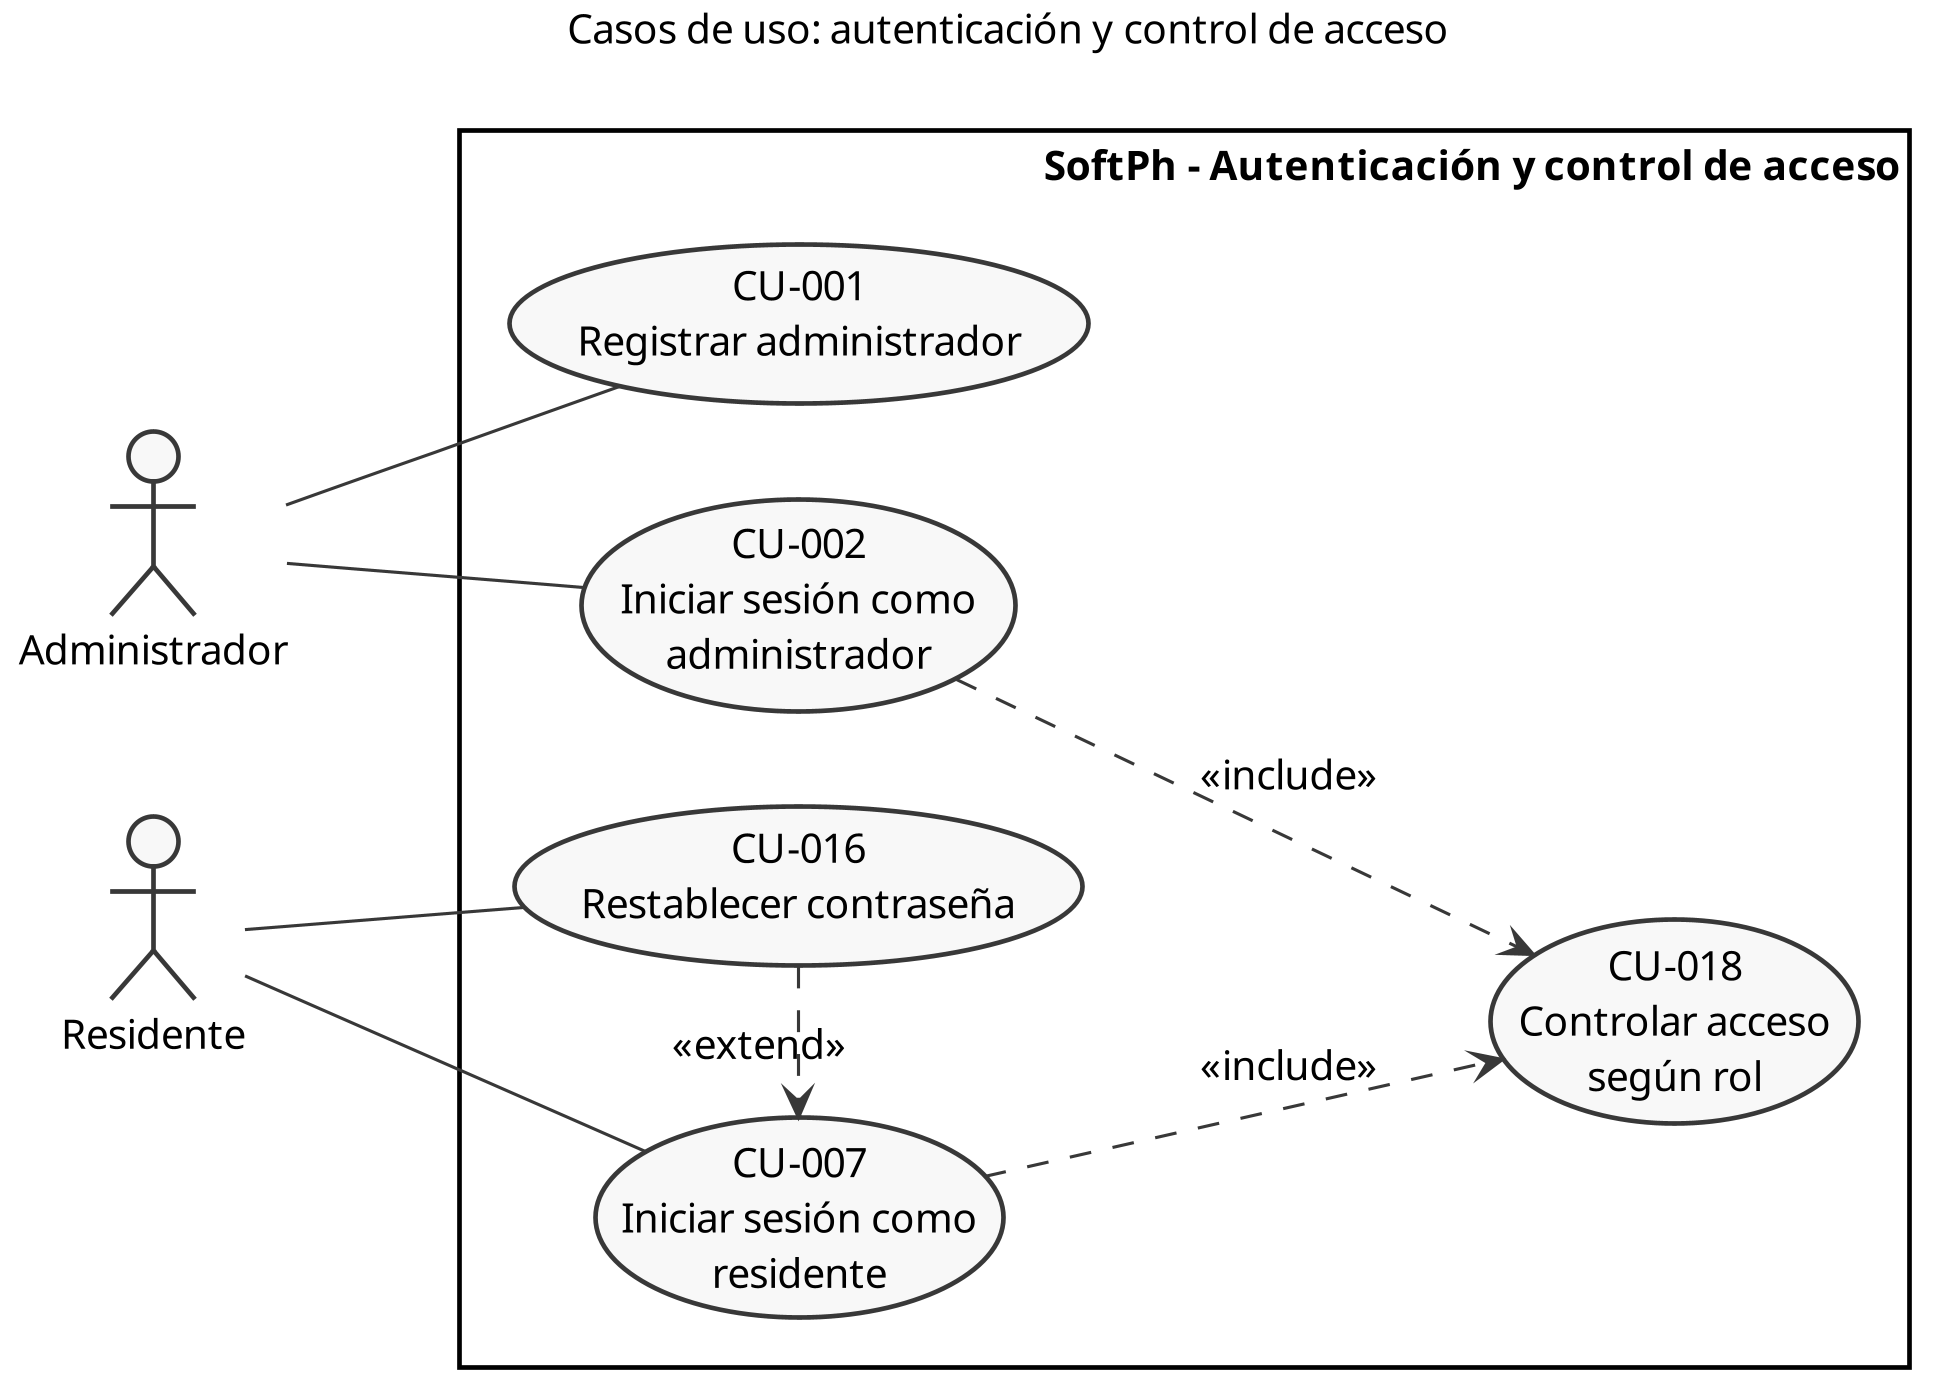 Casos de uso: autenticación y control de acceso
SoftPh - Autenticación y control de acceso
CU-001
Registrar administrador
Administrador
CU-002
Iniciar sesión como
administrador
«include»
Residente
CU-016
Restablecer contraseña
«extend»
CU-007
Iniciar sesión como
residente
«include»
CU-018
Controlar acceso
según rol